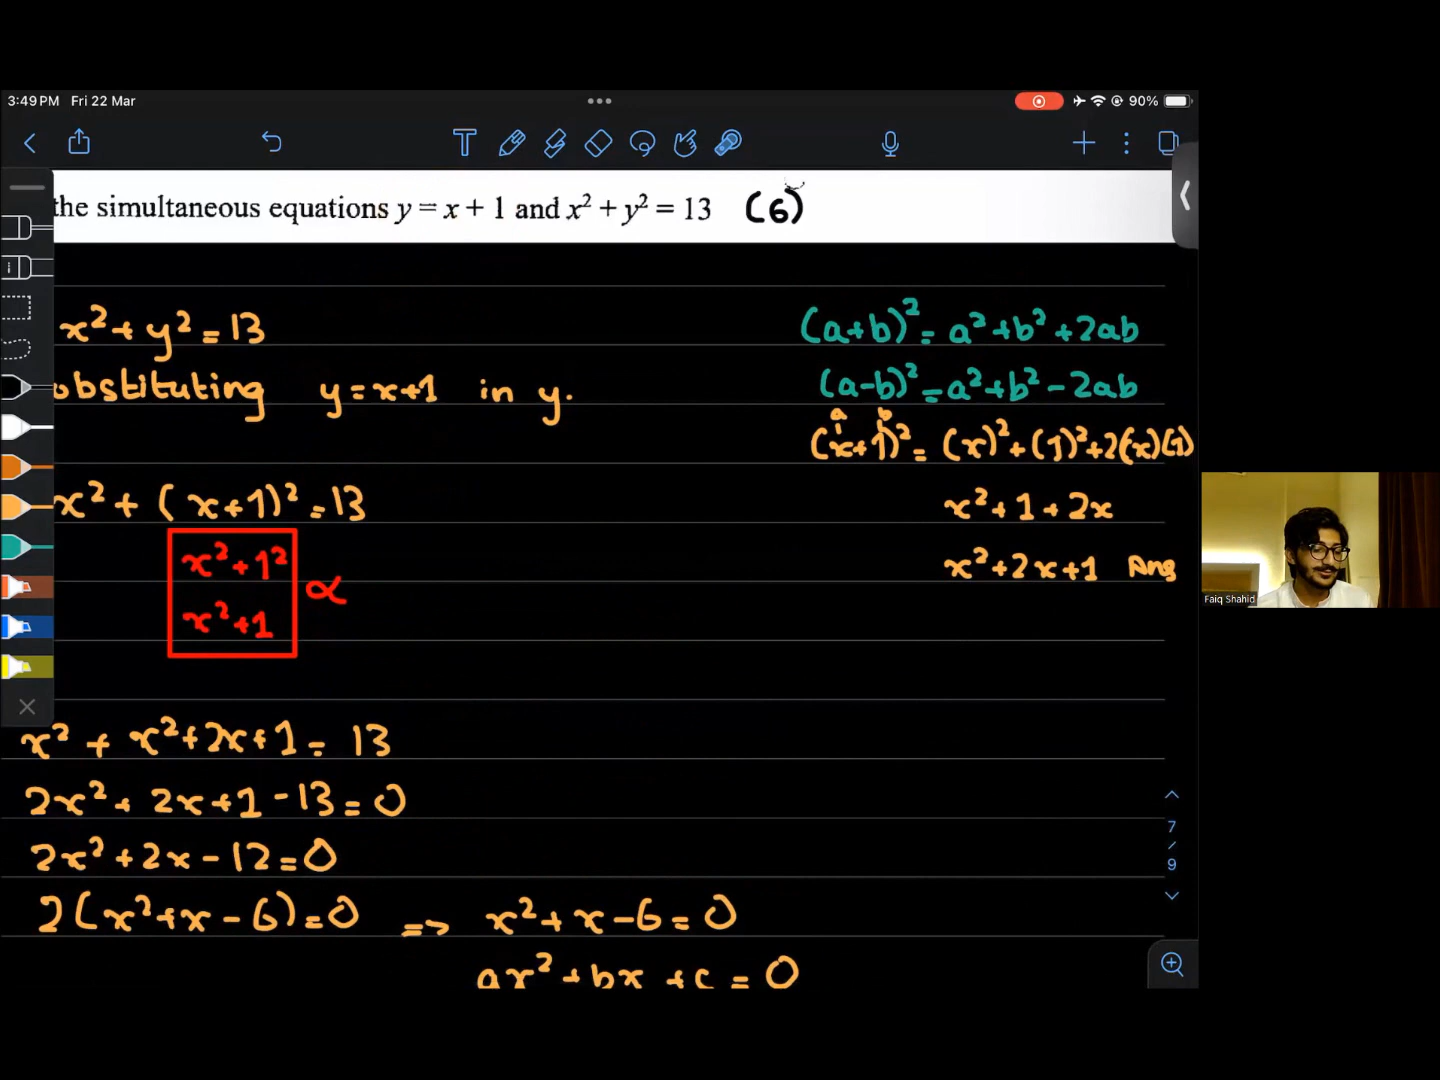 3:49 PM Fri 22 Mar
90%
the simultaneous equations y = x + 1 and x² + y² = 13 (6)
x² + y² = 13
(a+b)² = a² + b² + 2ab
obstituting y = x+1 in y.
(a-b)² = a² + b² - 2ab
a b
(x+1)² = (x)² + (1)² + 2(x)(1)
x² + (x+1)² = 13
x² + 1 + 2x
x² + 1²
x² + 2x + 1 Ans
x² + 1
x² + x² + 2x + 1 = 13
2x² + 2x + 1 - 13 = 0
2x² + 2x - 12 = 0
2(x² + x - 6) = 0 => x² + x - 6 = 0
ax² + bx + c = 0
7
/
9
Faiq Shahid